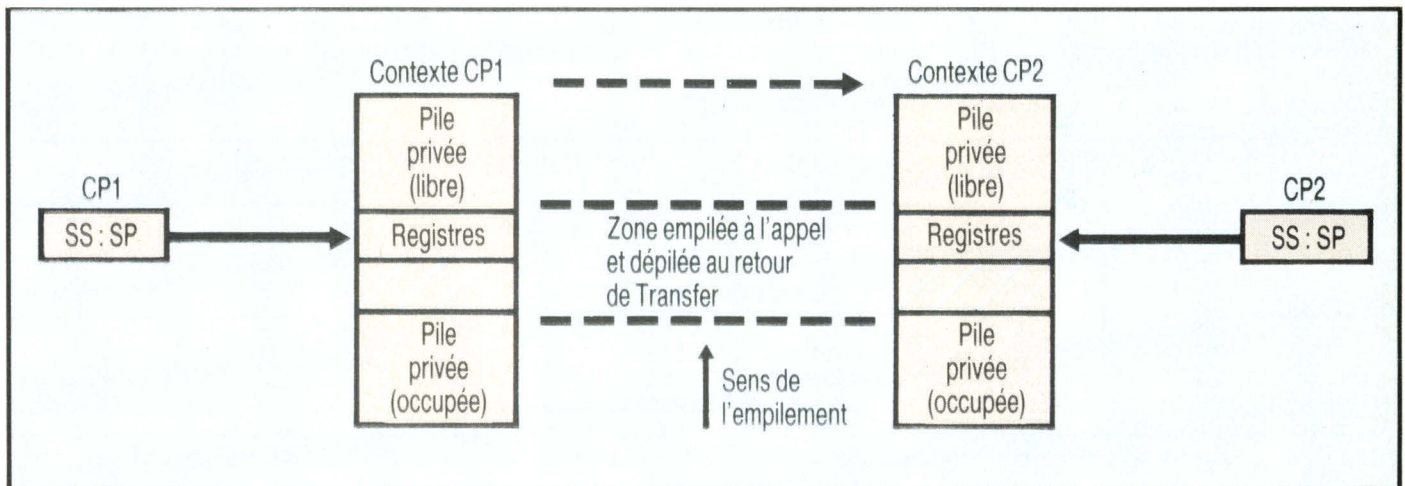 Contexte CP1
Contexte CP2
Pile
privée
(libre)
Pile
privée
(libre)
CP1
SS : SP
Registres
Zone empilée à l'appel
et dépilée au retour
de Transfer
Registres
CP2
SS : SP
Pile
privée
(occupée)
Sens de
l'empilement
Pile
privée
(occupée)